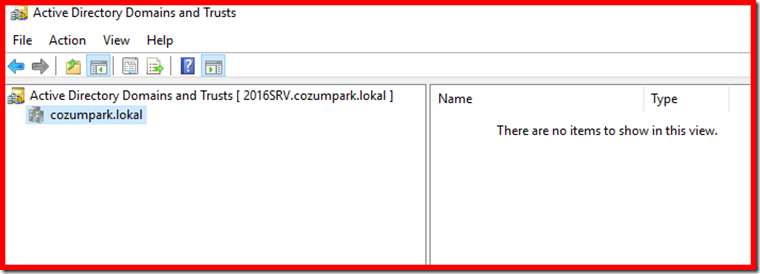 Active Directory Domains and Trusts
File Action View Help
Active Directory Domains and Trusts [ 2016SRV.cozumpark.lokal ]
cozumpark.lokal
Name Type
There are no items to show in this view.